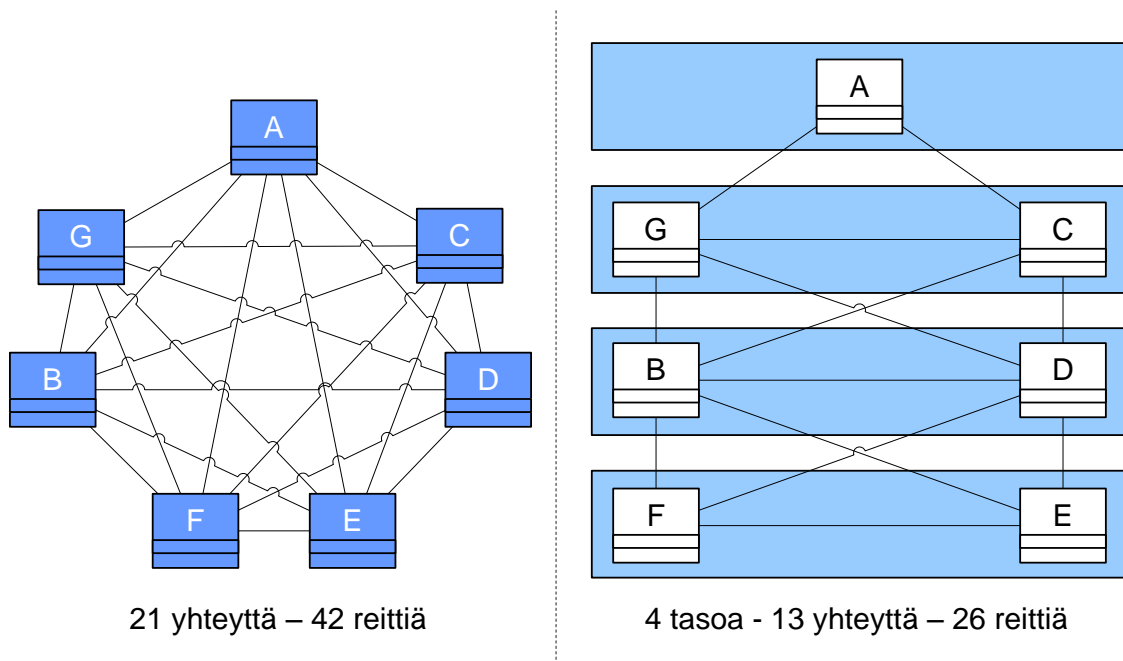 A
G
C
B
D
F
E
21 yhteyttä – 42 reittiä
A
G
C
B
D
F
E
4 tasoa - 13 yhteyttä – 26 reittiä